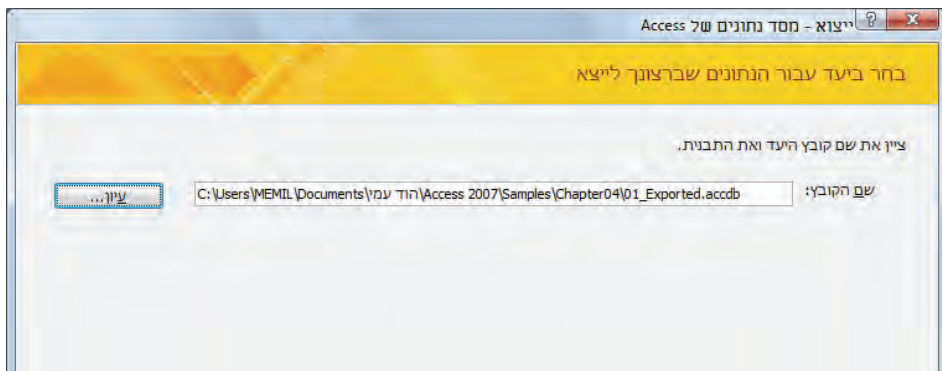 ייצוא - מסד נתונים של Access
בחר ביעד עבור הנתונים שברצונך לייצא
ציין את שם קובץ היעד ואת התבנית.
שם הקובץ:
C:\Users\MEMIL\Documents\הוד עמי\Access 2007\Samples\Chapter04\01_Exported.accdb
עיון...